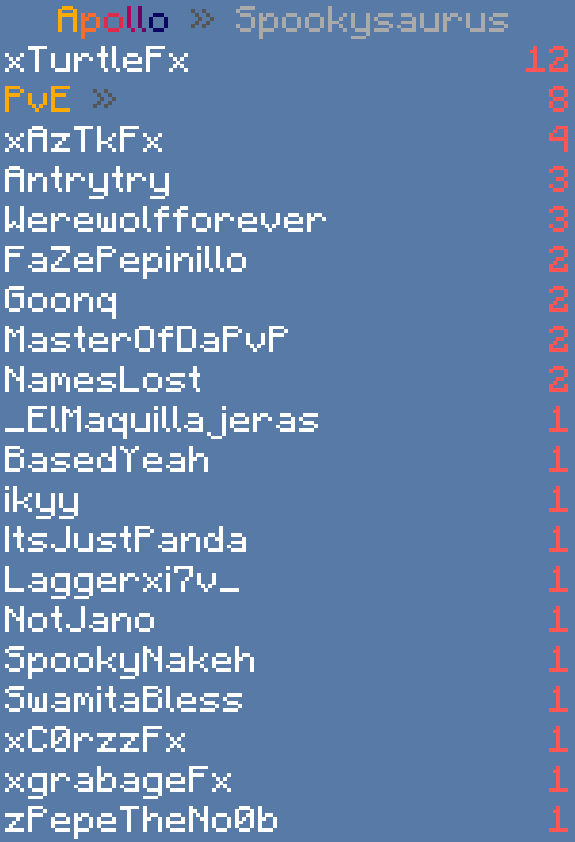 Apollo » Spookysaurus
xTurtleFx 12
PvE » 8
xAzTkFx 4
Antrytry 3
Werewolfforever 3
FaZePepinillo 2
Goonq 2
MasterOfDaPvP 2
NamesLost 2
_ElMaquillajeras 1
BasedYeah 1
ikyy 1
ItsJustPanda 1
Laggerxi7v_ 1
NotJano 1
SpookyNakeh 1
SwamitaBless 1
xC0rzzFx 1
xgrabageFx 1
zPepeTheNo0b 1